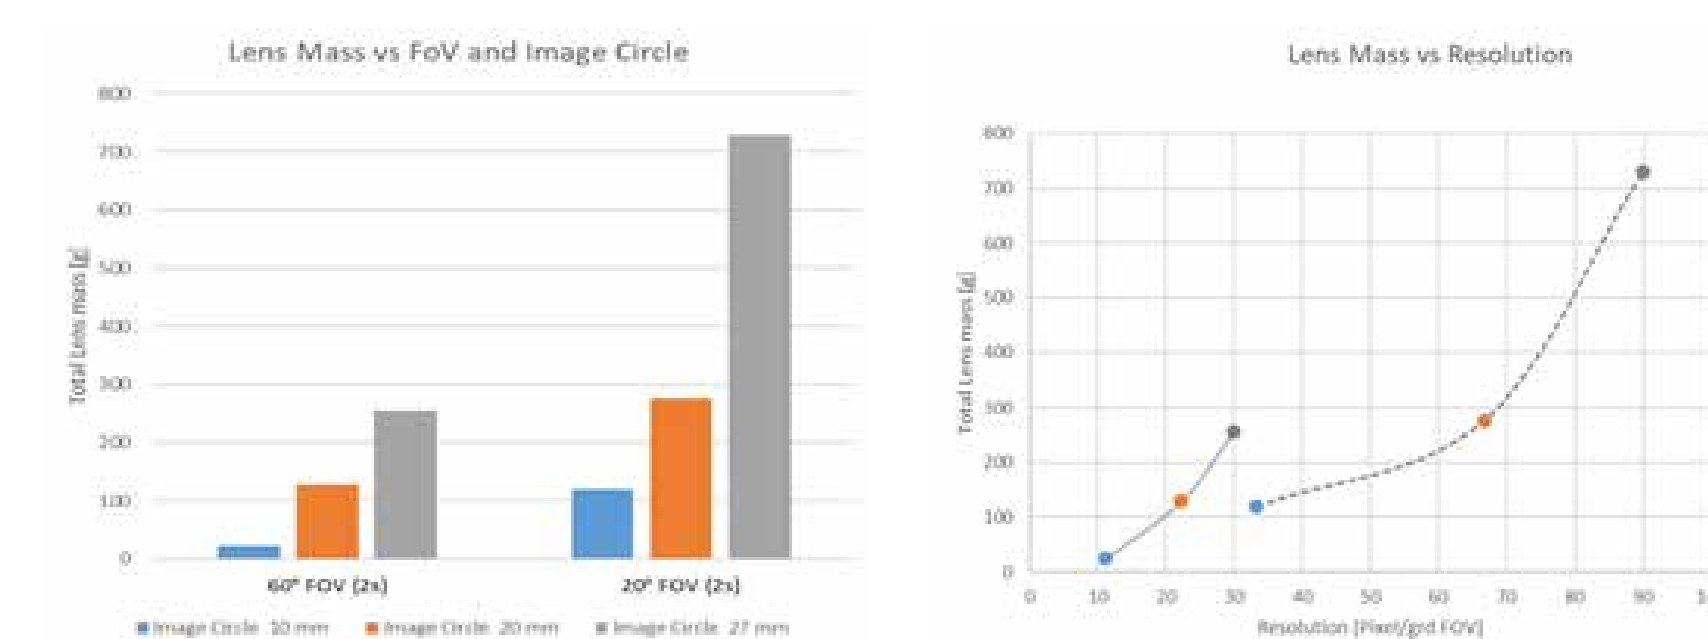 Lens Mass vs FoV and Image Circle
800
700
600
500
400
300
200
100
0
Total Lens mass [g]
60° FOV (2x)
20° FOV (2x)
Image Circle 10 mm
Image Circle 20 mm
Image Circle 27 mm
Lens Mass vs Resolution
800
700
600
500
400
300
200
100
0
Total Lens mass [g]
0 10 20 30 40 50 60 70 80 90
Resolution [Pixel/grd FOV]